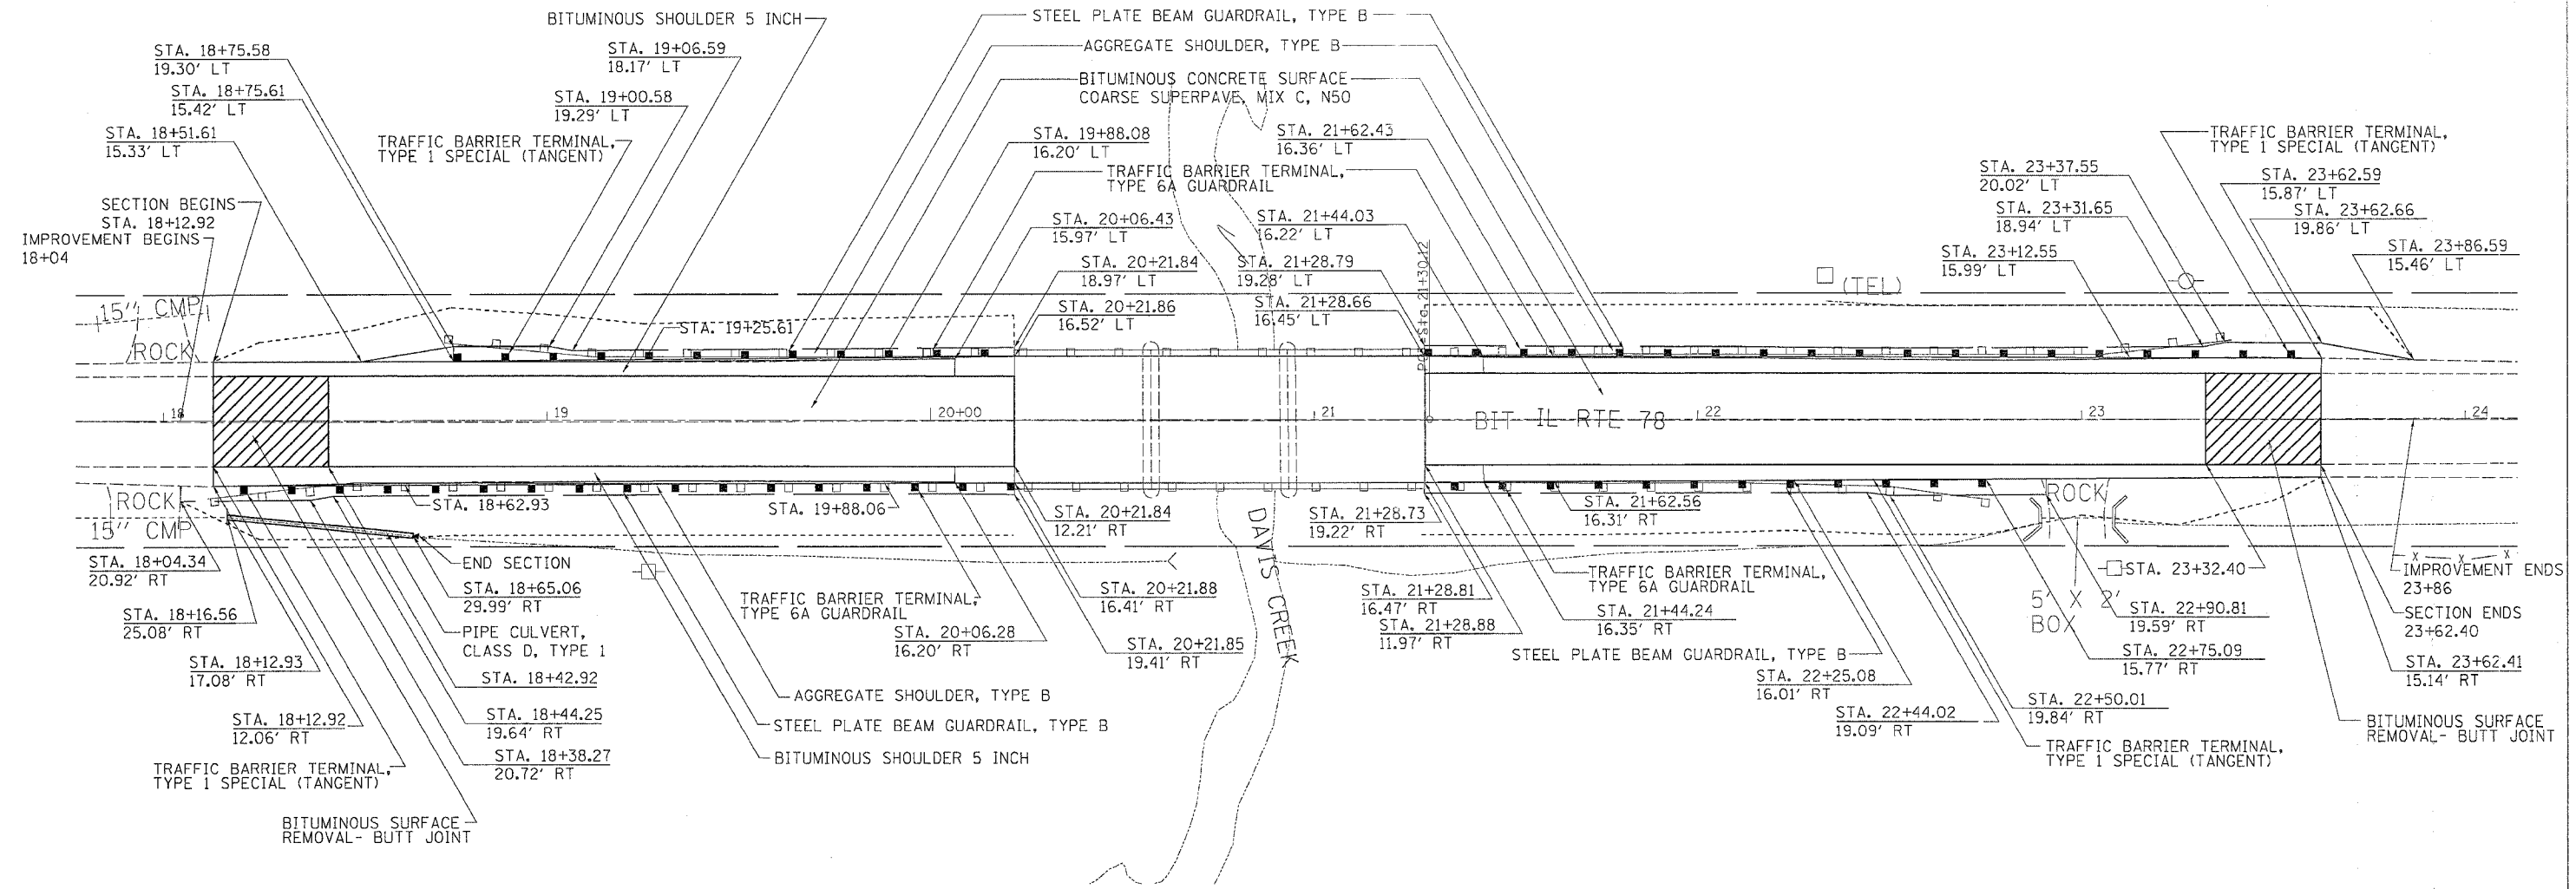 BITUMINOUS SHOULDER 5 INCH
STEEL PLATE BEAM GUARDRAIL, TYPE B
AGGREGATE SHOULDER, TYPE B
BITUMINOUS CONCRETE SURFACE
COARSE SUPERPAVE, MIX C, N50
STA. 18+75.58
19.30' LT
STA. 18+75.61
15.42' LT
STA. 18+51.61
15.33' LT
STA. 19+06.59
18.17' LT
STA. 19+00.58
19.29' LT
TRAFFIC BARRIER TERMINAL,
TYPE 1 SPECIAL (TANGENT)
STA. 19+88.08
16.20' LT
STA. 21+62.43
16.36' LT
TRAFFIC BARRIER TERMINAL,
TYPE 6A GUARDRAIL
TRAFFIC BARRIER TERMINAL,
TYPE 1 SPECIAL (TANGENT)
STA. 23+37.55
20.02' LT
STA. 23+62.59
15.87' LT
STA. 23+31.65
18.94' LT
STA. 23+62.66
19.86' LT
STA. 23+12.55
15.99' LT
STA. 23+86.59
15.46' LT
SECTION BEGINS
STA. 18+12.92
IMPROVEMENT BEGINS
18+04
STA. 20+06.43
15.97' LT
STA. 21+44.03
16.22' LT
STA. 20+21.84
18.97' LT
STA. 21+28.79
19.28' LT
STA. 20+21.86
16.52' LT
STA. 21+28.66
16.45' LT
Sta 21+30.12
(TEL)
15" CMP
ROCK
STA. 19+25.61
18
19
20+00
21
BIT IL RTE 78
22
23
24
ROCK
15" CMP
STA. 18+62.93
STA. 19+88.06
STA. 20+21.84
12.21' RT
STA. 21+28.73
19.22' RT
STA. 21+62.56
16.31' RT
ROCK
DAVIS CREEK
STA. 18+04.34
20.92' RT
END SECTION
STA. 18+65.06
29.99' RT
STA. 18+16.56
25.08' RT
PIPE CULVERT,
CLASS D, TYPE 1
STA. 18+12.93
17.08' RT
STA. 18+42.92
STA. 18+12.92
12.06' RT
STA. 18+44.25
19.64' RT
STA. 18+38.27
20.72' RT
TRAFFIC BARRIER TERMINAL,
TYPE 1 SPECIAL (TANGENT)
BITUMINOUS SURFACE
REMOVAL- BUTT JOINT
TRAFFIC BARRIER TERMINAL,
TYPE 6A GUARDRAIL
STA. 20+06.28
16.20' RT
STA. 20+21.88
16.41' RT
STA. 20+21.85
19.41' RT
AGGREGATE SHOULDER, TYPE B
STEEL PLATE BEAM GUARDRAIL, TYPE B
BITUMINOUS SHOULDER 5 INCH
STA. 21+28.81
16.47' RT
STA. 21+28.88
11.97' RT
TRAFFIC BARRIER TERMINAL,
TYPE 6A GUARDRAIL
STA. 21+44.24
16.35' RT
STEEL PLATE BEAM GUARDRAIL, TYPE B
STA. 22+25.08
16.01' RT
STA. 22+44.02
19.09' RT
STA. 22+50.01
19.84' RT
TRAFFIC BARRIER TERMINAL,
TYPE 1 SPECIAL (TANGENT)
5' X 2'
BOX
STA. 23+32.40
STA. 22+90.81
19.59' RT
STA. 22+75.09
15.77' RT
x x x
IMPROVEMENT ENDS
23+86
SECTION ENDS
23+62.40
STA. 23+62.41
15.14' RT
BITUMINOUS SURFACE
REMOVAL- BUTT JOINT